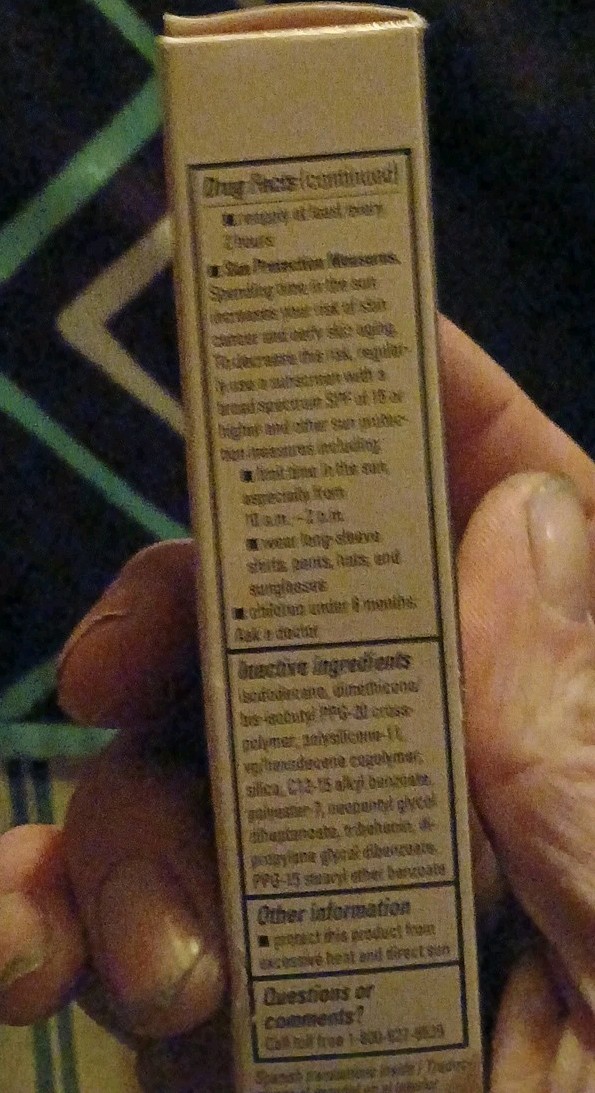 Drug Facts (continued)
■ reapply at least every
2 hours
■ Skin Protection Measures.
Spending time in the sun
increases your risk of skin
cancer and early skin aging.
To decrease this risk, regular-
ly use a sunscreen with a
broad spectrum SPF of 15 or
higher and other sun protec-
tion measures including:
■ limit time in the sun,
especially from
10 a.m. – 2 p.m.
■ wear long-sleeve
shirts, pants, hats, and
sunglasses
■ children under 6 months:
Ask a doctor
Inactive ingredients
isododecane, dimethicone/
bis-isobutyl PPG-20 cross-
polymer, polysilicone-11,
vp/hexadecene copolymer,
silica, C12-15 alkyl benzoate,
polyester-7, neopentyl glycol
diheptanoate, tribehenin, di-
propylene glycol dibenzoate,
PPG-15 stearyl ether benzoate
Other information
■ protect this product from
excessive heat and direct sun
Questions or
comments?
Call toll free
Spanish translations inside /